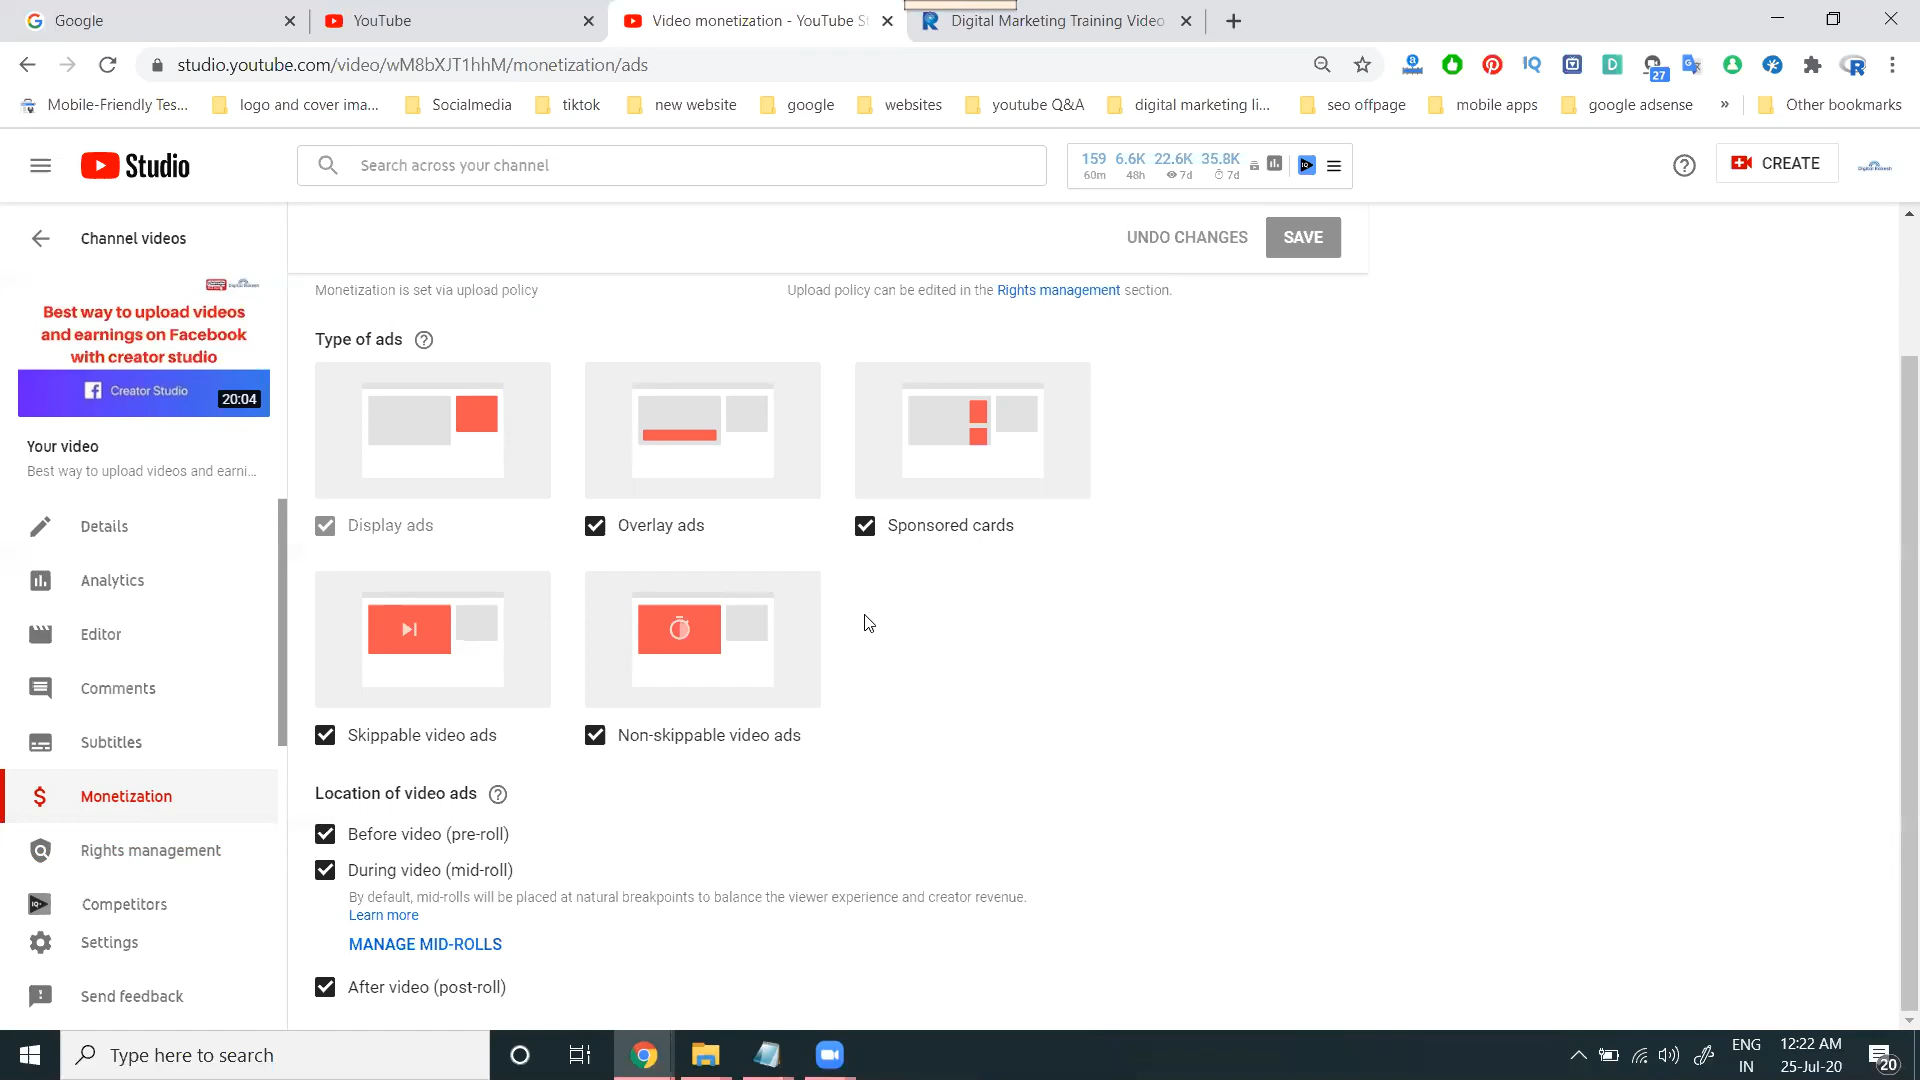 Google
YouTube
Video monetization - YouTube St
Digital Marketing Training Video
studio.youtube.com/video/wM8bXJT1hhM/monetization/ads
27
Mobile-Friendly Tes...
logo and cover ima...
Socialmedia
tiktok
new website
google
websites
youtube Q&A
digital marketing li...
seo offpage
mobile apps
google adsense
»
Other bookmarks
Studio
Search across your channel
159 6.6K 22.6K 35.8K
60m 48h 7d 7d
CREATE
Channel videos
UNDO CHANGES
SAVE
Monetization is set via upload policy
Upload policy can be edited in the Rights management section.
Best way to upload videos
and earnings on Facebook
with creator studio
Creator Studio
20:04
Your video
Best way to upload videos and earni...
Details
Analytics
Editor
Comments
Subtitles
Monetization
Rights management
Competitors
Settings
Send feedback
Type of ads
Display ads
Overlay ads
Sponsored cards
Skippable video ads
Non-skippable video ads
Location of video ads
Before video (pre-roll)
During video (mid-roll)
By default, mid-rolls will be placed at natural breakpoints to balance the viewer experience and creator revenue.
Learn more
MANAGE MID-ROLLS
After video (post-roll)
Type here to search
ENG
IN
12:22 AM
25-Jul-20
20